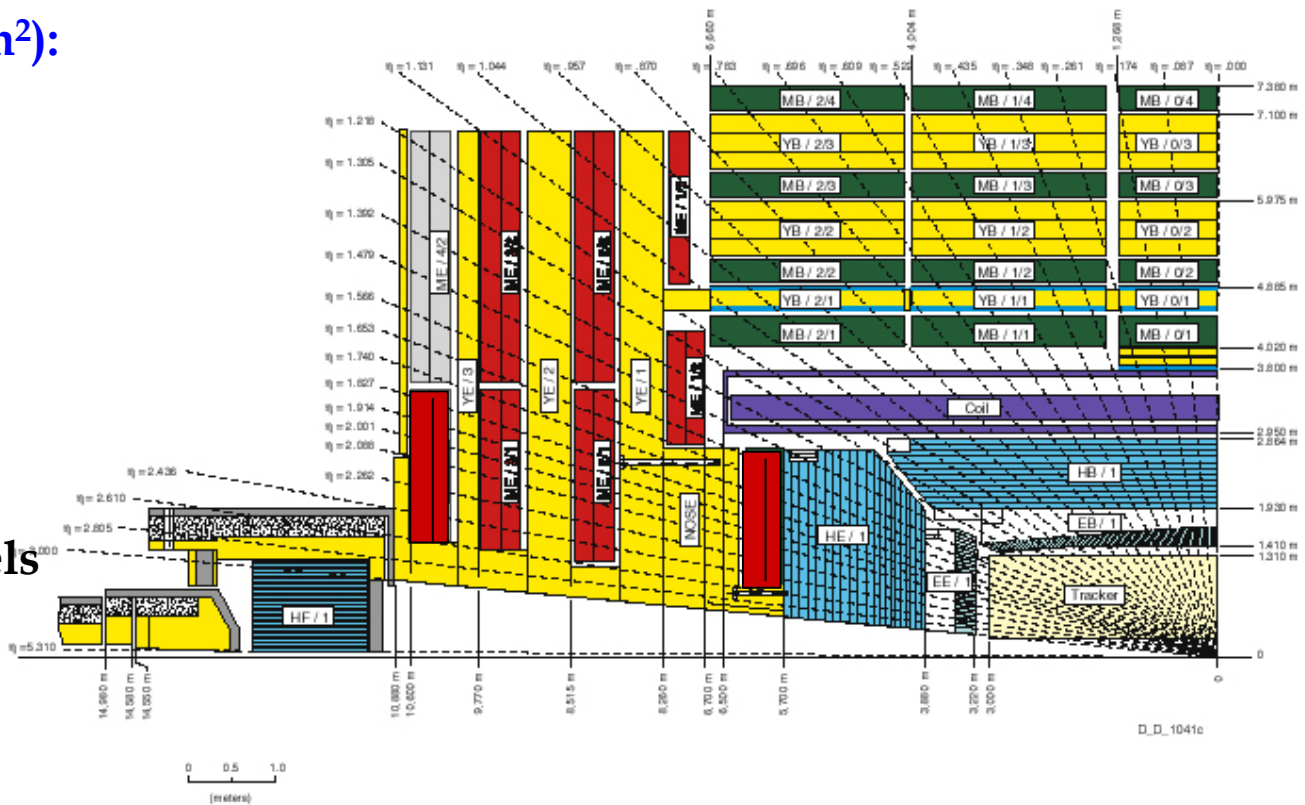 m²):
6,660 m
4,004 m
1,268 m
η = 1.131
η = 1.044
η = .957
η = .870
η = .783
η = .696
η = .609
η = .522
η = .435
η = .348
η = .261
η = .174
η = .087
η = .000
η = 1.218
η = 1.305
η = 1.392
η = 1.479
η = 1.566
η = 1.653
η = 1.740
η = 1.827
η = 1.914
η = 2.001
η = 2.088
η = 2.262
η = 2.436
η = 2.610
η = 3.000
η = 5.310
MB / 2/4
MB / 1/4
MB / 0/4
YB / 2/3
YB / 1/3
YB / 0/3
MB / 2/3
MB / 1/3
MB / 0/3
YB / 2/2
YB / 1/2
YB / 0/2
MB / 2/2
MB / 1/2
MB / 0/2
YB / 2/1
YB / 1/1
YB / 0/1
MB / 2/1
MB / 1/1
MB / 0/1
7.380 m
7.100 m
5.975 m
4.885 m
4.020 m
3.800 m
2.950 m
2.864 m
1.930 m
1.410 m
1.310 m
0
ME / 4/2
YE / 3
YE / 2
YE / 1
NOSE
Coil
HB / 1
EB / 1
HE / 1
EE / 1
Tracker
HF / 1
els
14,980 m
14,580 m
14,550 m
10,880 m
10,600 m
9,770 m
8,515 m
8,260 m
6,700 m
6,500 m
5,700 m
3,880 m
3,220 m
3,000 m
0
D_D_1041c
0 0.5 1.0
(meters)